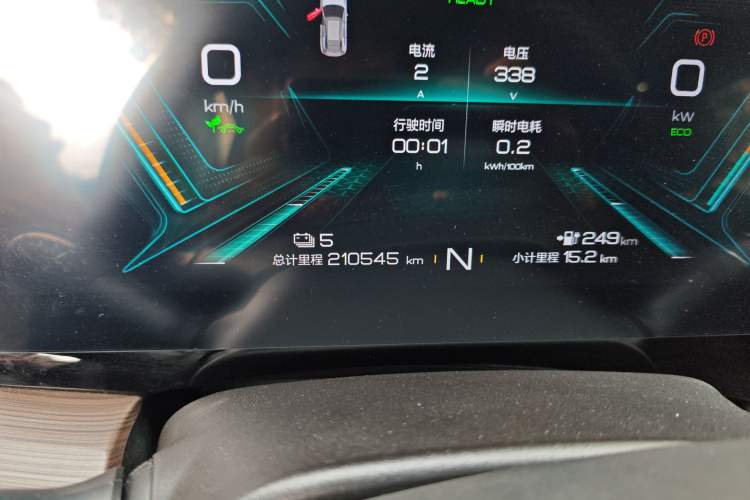 READY
电流 电压
0 2 338 0
A V
km/h kW
行驶时间 瞬时电耗
ECO
00:01 0.2
h kWh/100km
5 249 km
总计里程 210545 km N 小计里程 15.2 km